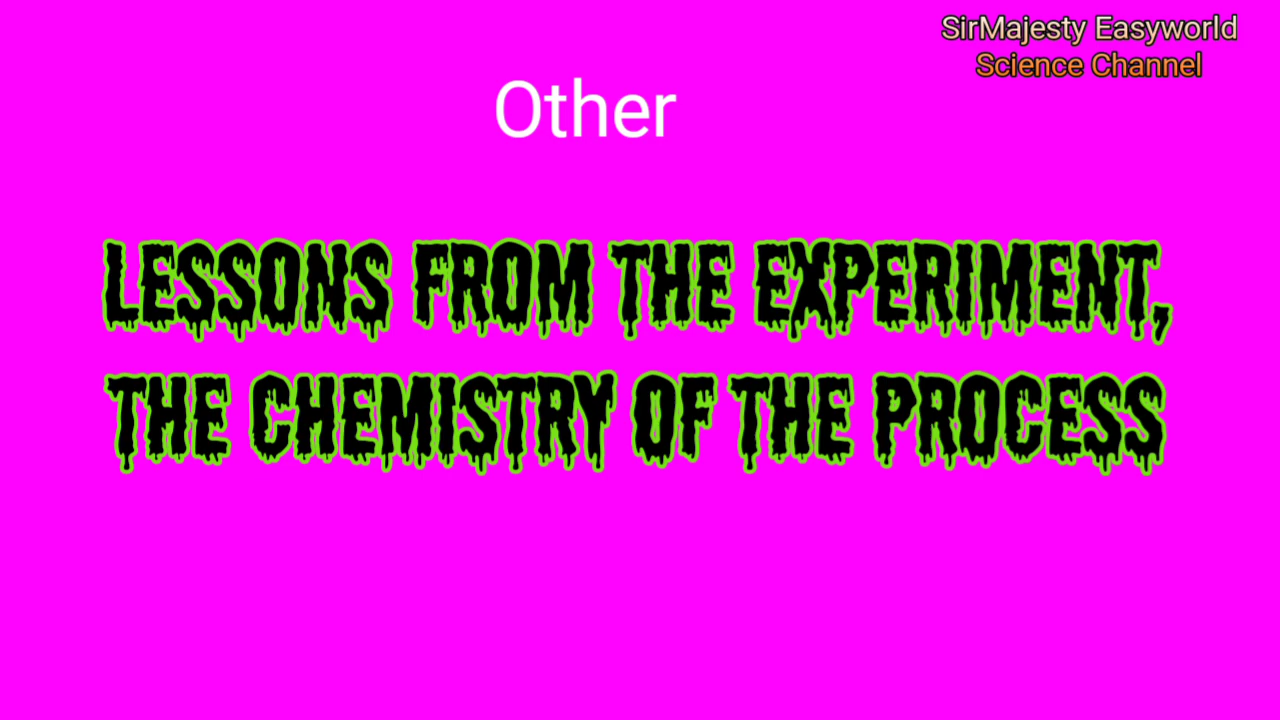 SirMajesty Easyworld
Science Channel
Other
LESSONS FROM THE EXPERIMENT,
THE CHEMISTRY OF THE PROCESS